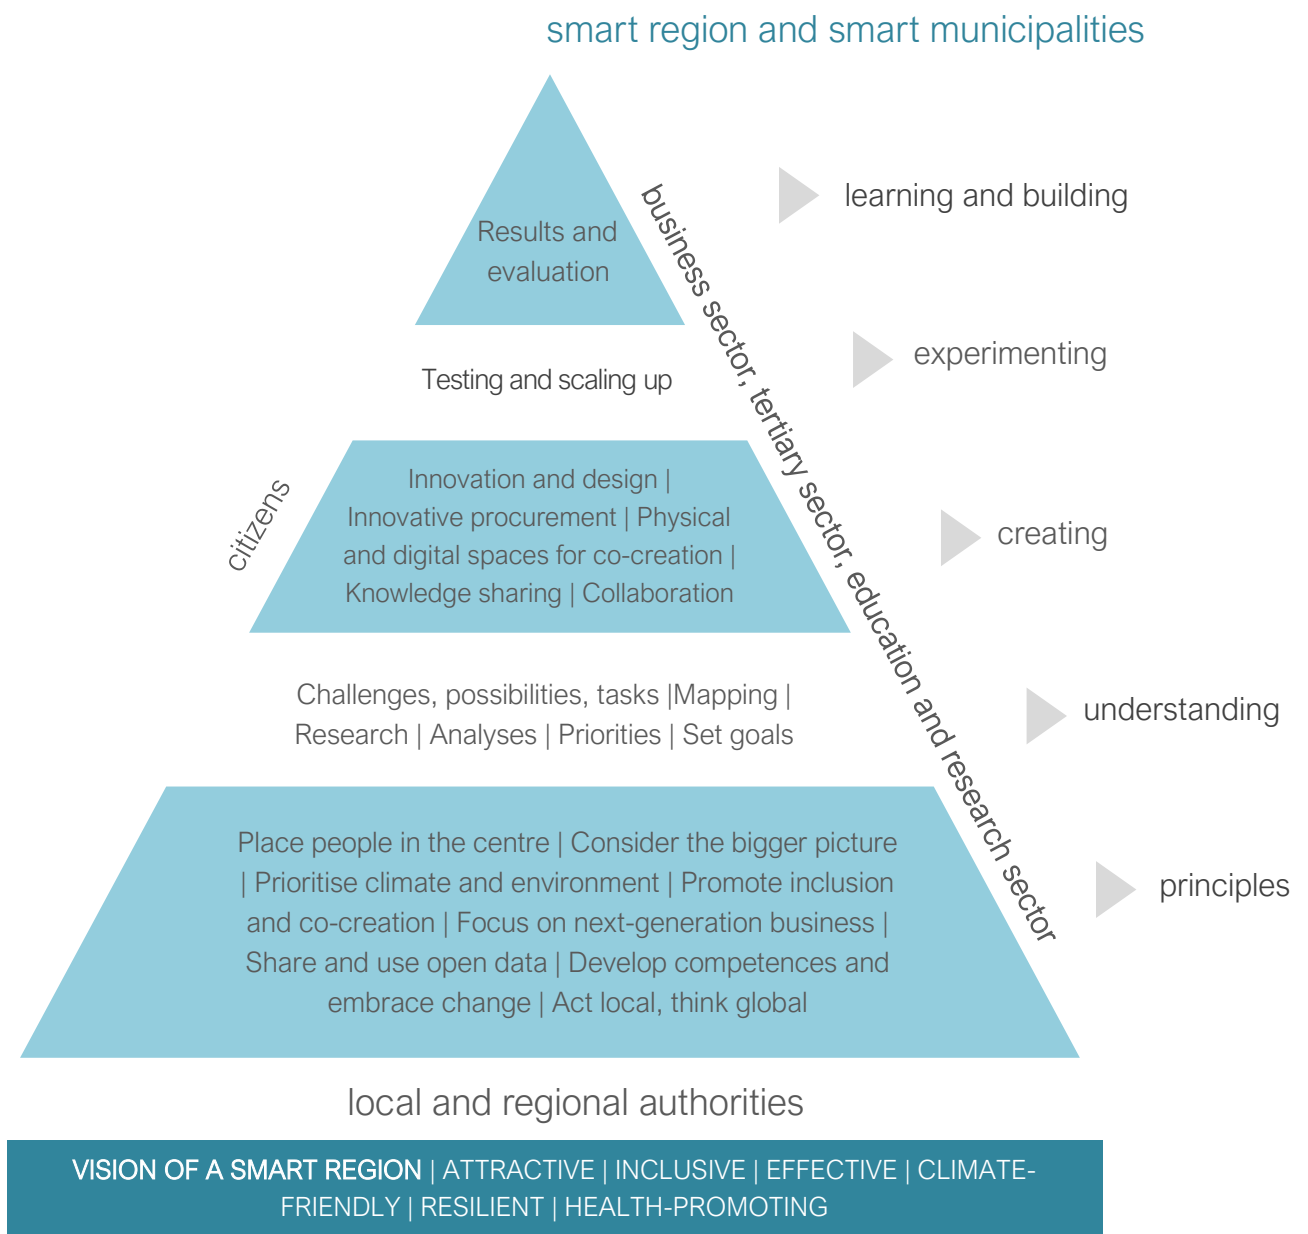 smart region and smart municipalities
learning and building
Results and
evaluation
business sector, tertiary sector, education and research sector
experimenting
Testing and scaling up
citizens
Innovation and design |
Innovative procurement | Physical
and digital spaces for co-creation |
Knowledge sharing | Collaboration
creating
Challenges, possibilities, tasks |Mapping |
Research | Analyses | Priorities | Set goals
understanding
Place people in the centre | Consider the bigger picture
| Prioritise climate and environment | Promote inclusion
and co-creation | Focus on next-generation business |
Share and use open data | Develop competences and
embrace change | Act local, think global
principles
local and regional authorities
VISION OF A SMART REGION | ATTRACTIVE | INCLUSIVE | EFFECTIVE | CLIMATE-
FRIENDLY | RESILIENT | HEALTH-PROMOTING